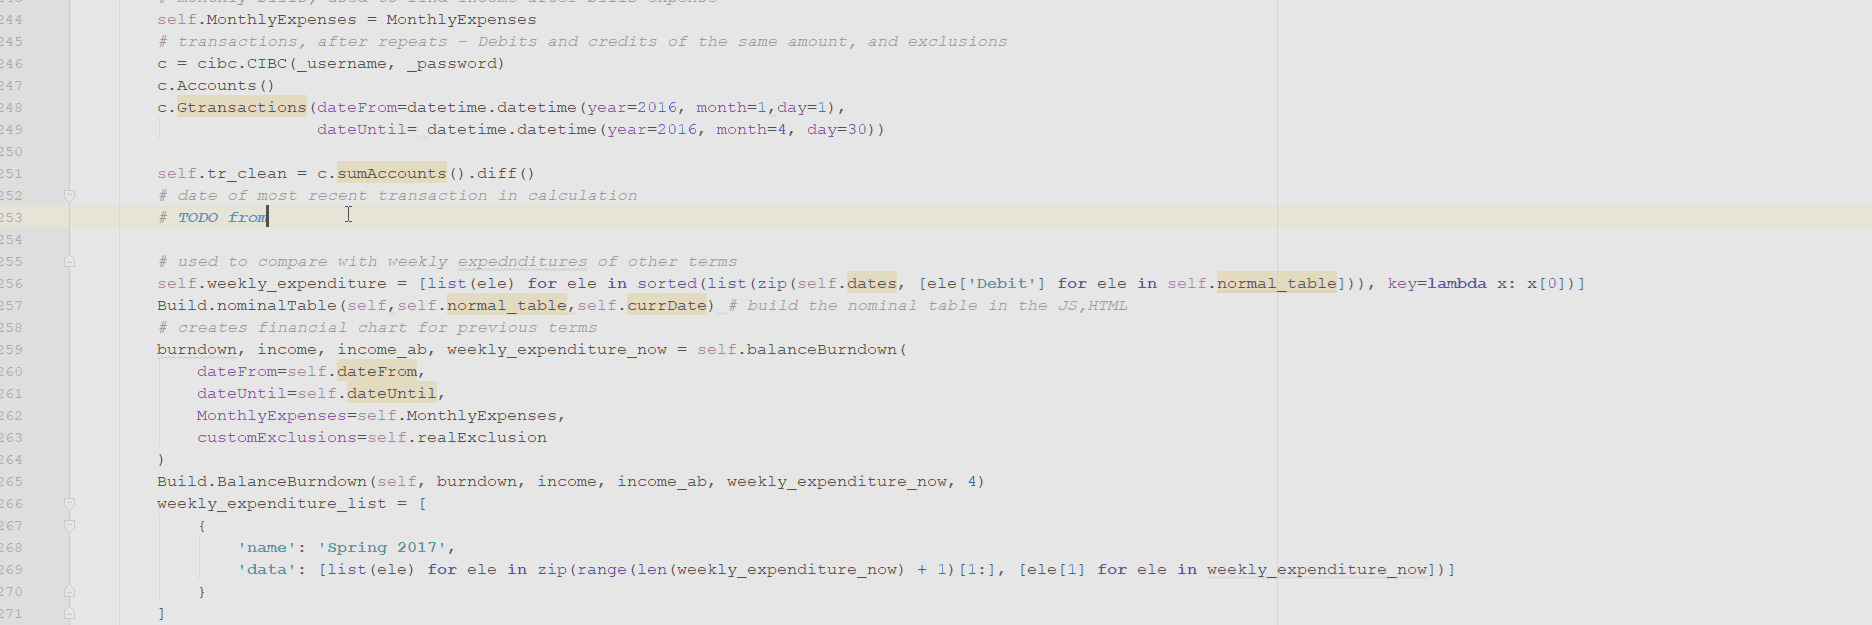 # monthly bills, used to find income after bills expense
244 self.MonthlyExpenses = MonthlyExpenses
245 # transactions, after repeats - Debits and credits of the same amount, and exclusions
246 c = cibc.CIBC(_username, _password)
247 c.Accounts()
248 c.Gtransactions(dateFrom=datetime.datetime(year=2016, month=1,day=1),
249 dateUntil= datetime.datetime(year=2016, month=4, day=30))
250
251 self.tr_clean = c.sumAccounts().diff()
252 # date of most recent transaction in calculation
253 # TODO from
254
255 # used to compare with weekly expednditures of other terms
256 self.weekly_expenditure = [list(ele) for ele in sorted(list(zip(self.dates, [ele['Debit'] for ele in self.normal_table])), key=lambda x: x[0])]
257 Build.nominalTable(self,self.normal_table,self.currDate) # build the nominal table in the JS,HTML
258 # creates financial chart for previous terms
259 burndown, income, income_ab, weekly_expenditure_now = self.balanceBurndown(
260 dateFrom=self.dateFrom,
261 dateUntil=self.dateUntil,
262 MonthlyExpenses=self.MonthlyExpenses,
263 customExclusions=self.realExclusion
264 )
265 Build.BalanceBurndown(self, burndown, income, income_ab, weekly_expenditure_now, 4)
266 weekly_expenditure_list = [
267 {
268 'name': 'Spring 2017',
269 'data': [list(ele) for ele in zip(range(len(weekly_expenditure_now) + 1)[1:], [ele[1] for ele in weekly_expenditure_now])]
270 }
271 ]